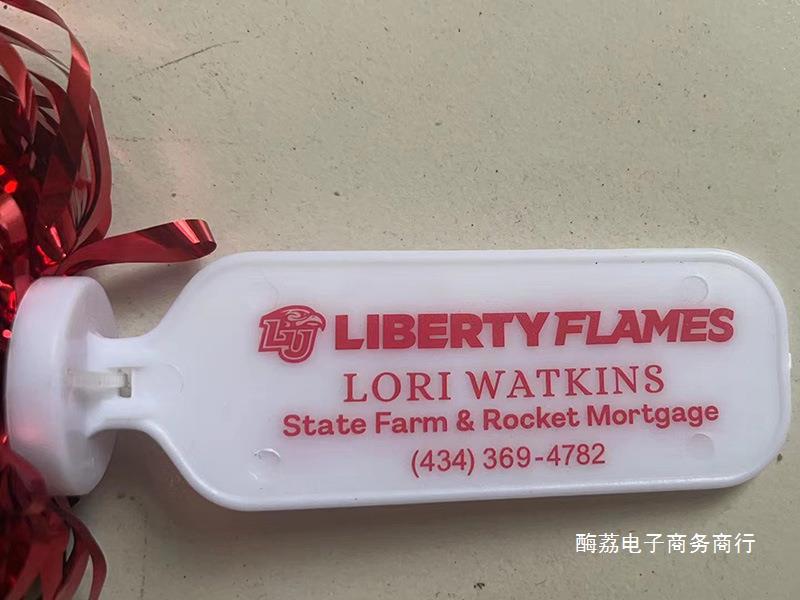 LU LIBERTY FLAMES
LORI WATKINS
State Farm & Rocket Mortgage
(434) 369-4782
酶荔电子商务商行